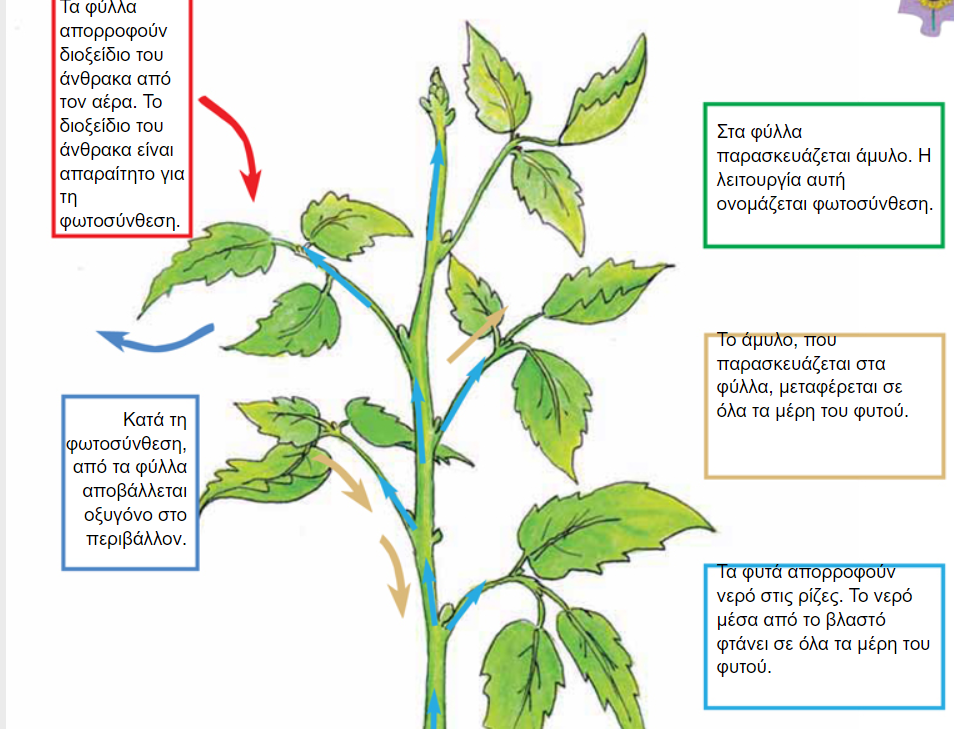 Τα φύλλα
απορροφούν
διοξείδιο του
άνθρακα από
τον αέρα. Το
διοξείδιο του
άνθρακα είναι
απαραίτητο για
τη
φωτοσύνθεση.
Κατά τη
φωτοσύνθεση,
από τα φύλλα
αποβάλλεται
οξυγόνο στο
περιβάλλον.
Στα φύλλα
παρασκευάζεται άμυλο. Η
λειτουργία αυτή
ονομάζεται φωτοσύνθεση.
Το άμυλο, που
παρασκευάζεται στα
φύλλα, μεταφέρεται σε
όλα τα μέρη του φυτού.
Τα φυτά απορροφούν
νερό στις ρίζες. Το νερό
μέσα από το βλαστό
φτάνει σε όλα τα μέρη του
φυτού.